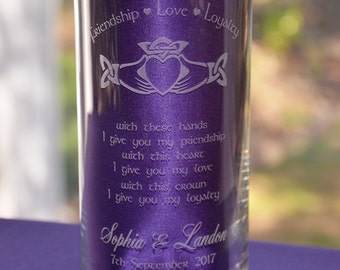 Friendship ♥ Love ♥ Loyalty
with these hands
I give you my friendship
with this heart
I give you my love
with this crown
I give you my loyalty
Sophia & Landon
7th September 2017